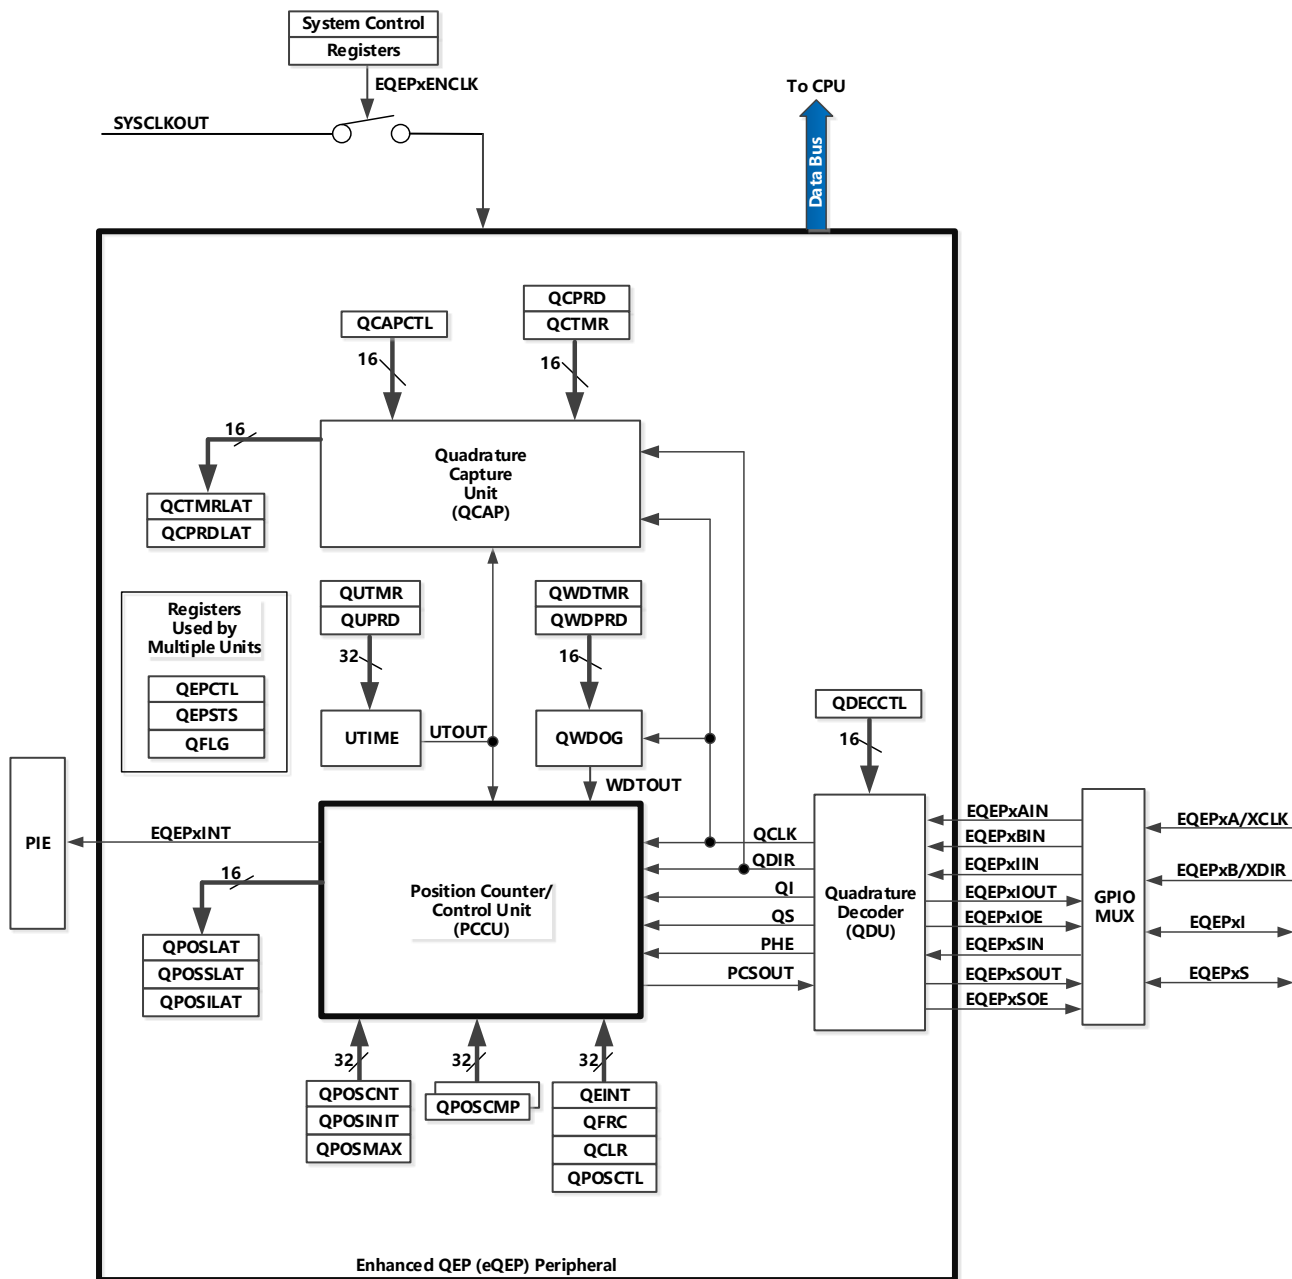 System Control
Registers
EQEPxENCLK
To CPU
SYSCLKOUT
Data Bus
QCPRD
QCAPCTL
QCTMR
16
16
16
Quadrature
Capture
Unit
(QCAP)
QCTMRLAT
QCPRDLAT
QUTMR
QUPRD
QWDTMR
QWDPRD
Registers
Used by
Multiple Units
32
16
QEPCTL
QEPSTS
QFLG
QDECCTL
UTIME
UTOUT
QWDOG
16
WDTOUT
PIE
EQEPxINT
QCLK
QDIR
QI
QS
PHE
PCSOUT
EQEPxAIN
EQEPxBIN
EQEPxIIN
EQEPxIOUT
EQEPxIOE
EQEPxSIN
EQEPxSOUT
EQEPxSOE
EQEPxA/XCLK
EQEPxB/XDIR
EQEPxI
EQEPxS
16
Position Counter/
Control Unit
(PCCU)
Quadrature
Decoder
(QDU)
GPIO
MUX
QPOSLAT
QPOSSLAT
QPOSILAT
32
32
32
QPOSCNT
QPOSINIT
QPOSMAX
QPOSCMP
QEINT
QFRC
QCLR
QPOSCTL
Enhanced QEP (eQEP) Peripheral